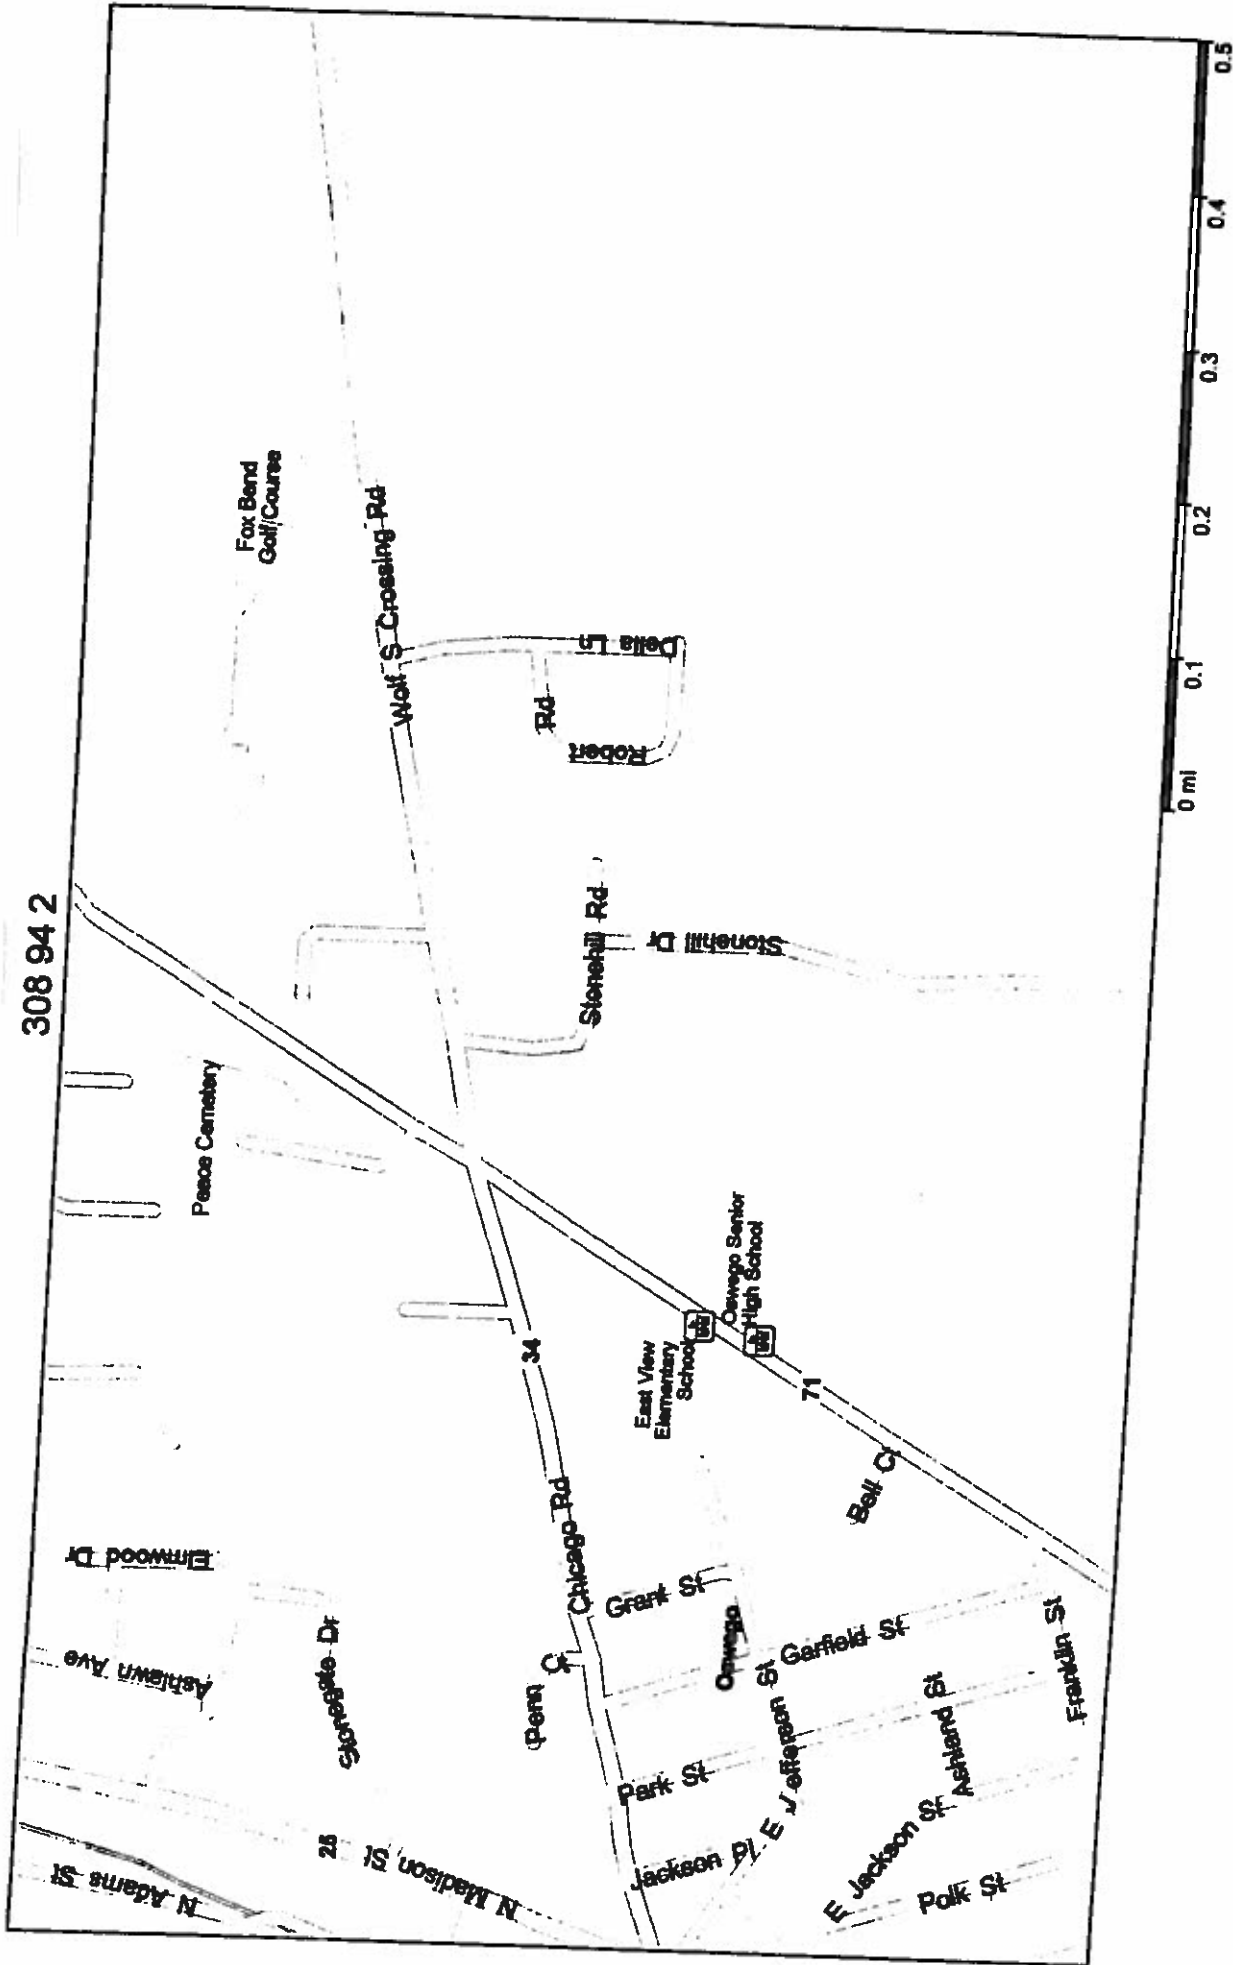 308 94 2
Fox Bend
Golf Course
Wolf S Crossing Rd
Della Ln
Rd
Robert
Stonehill Rd
Stonehill Dr
Peace Cemetery
Oswego Senior
High School
East View
Elementary
School
34
71
Bell Ct
Chicago Rd
Grant St
Elmwood Dr
Ashlawn Ave
Stonegate Dr
Penn Ct
Oswego
Garfield St
Franklin St
Park St
E Jefferson St
Ashland St
Jackson Pl
E Jackson St
Polk St
25
N Madison St
N Adams St
0 mi
0.1
0.2
0.3
0.4
0.5